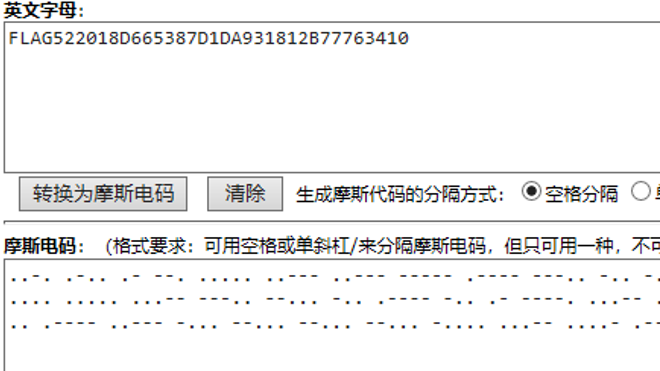 英文字母：
FLAG522018D665387D1DA931812B77763410
转换为摩斯电码 清除 生成摩斯代码的分隔方式： 空格分隔
摩斯电码： （格式要求：可用空格或单斜杠/来分隔摩斯电码，但只可用一种，不可
..-. .-.. .- --. ..... ..--- ..--- ----- .---- ---.. -.. -.
.... ..... ...-- ---.. --... -.. .---- -.. .- ----. ...-- .
.. .---- ..--- -... --... --... --... -.... ...-- ....- .--